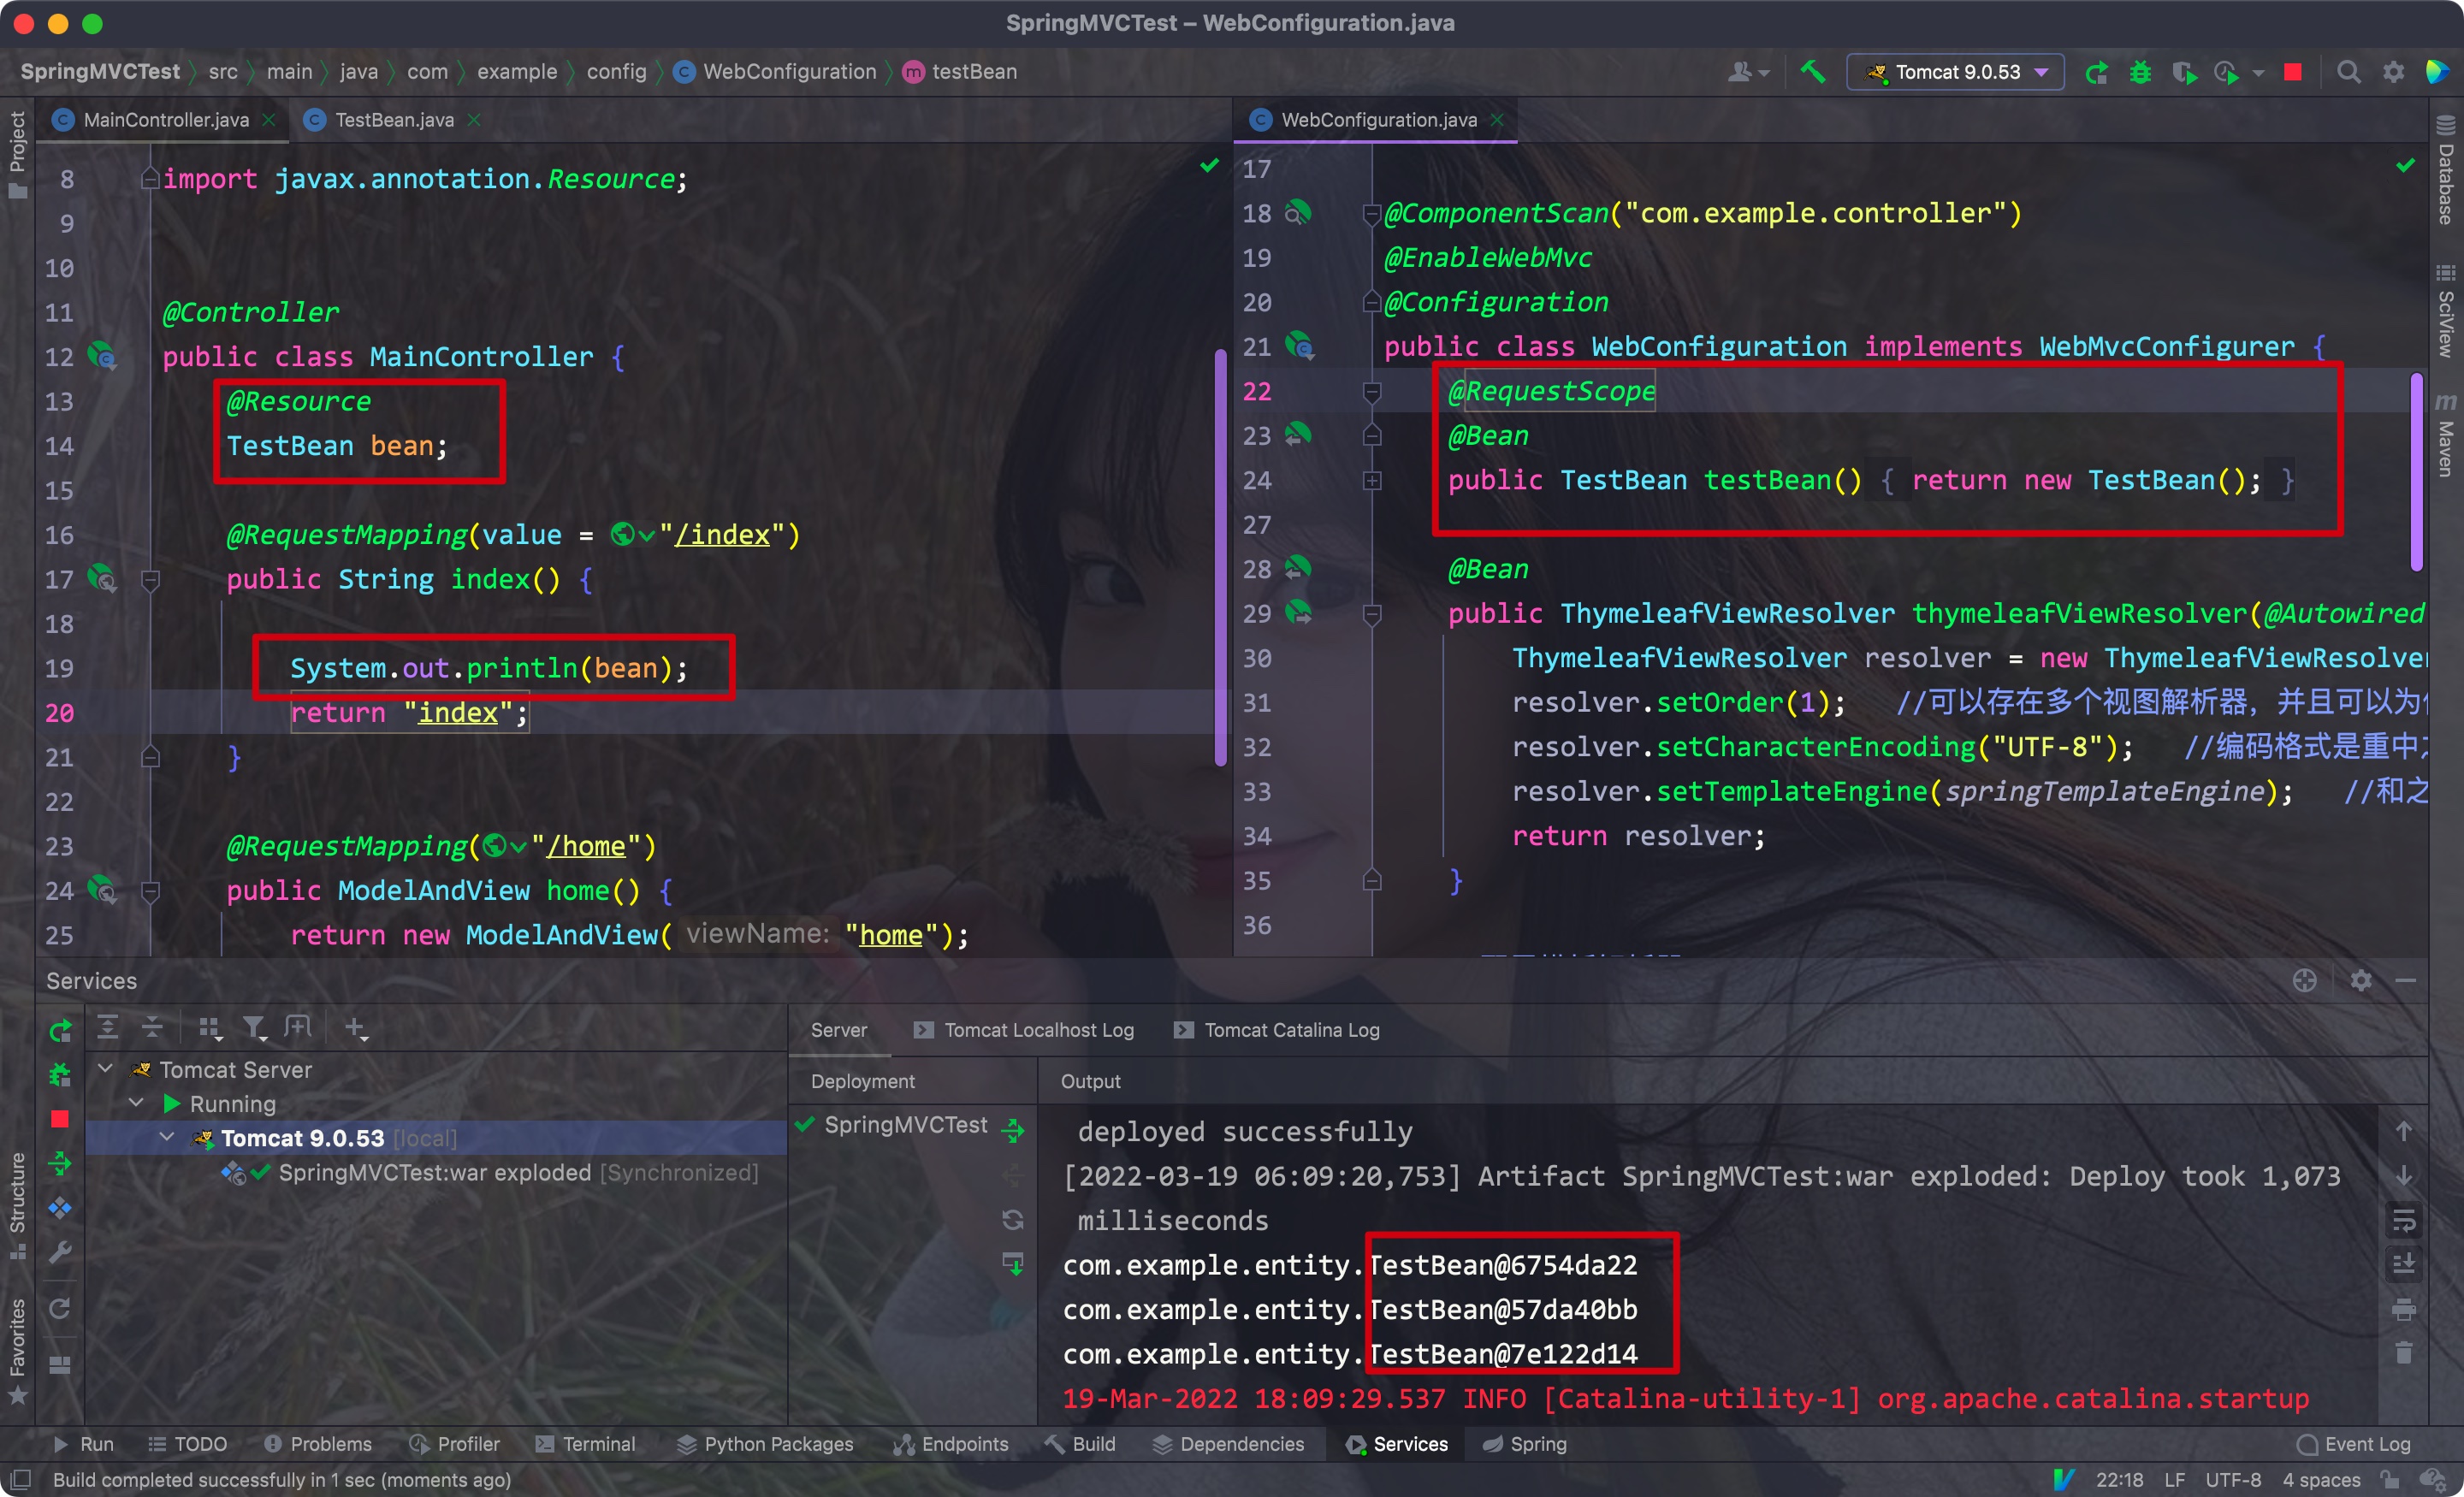 SpringMVCTest – WebConfiguration.java
SpringMVCTest src main java com example config WebConfiguration testBean
Tomcat 9.0.53
Project
MainController.java TestBean.java
8 import javax.annotation.Resource;
9
10
11 @Controller
12 public class MainController {
13 @Resource
14 TestBean bean;
15
16 @RequestMapping(value = "/index")
17 public String index() {
18
19 System.out.println(bean);
20 return "index";
21 }
22
23 @RequestMapping("/home")
24 public ModelAndView home() {
25 return new ModelAndView( viewName: "home");
WebConfiguration.java
17
18 @ComponentScan("com.example.controller")
19 @EnableWebMvc
20 @Configuration
21 public class WebConfiguration implements WebMvcConfigurer {
22 @RequestScope
23 @Bean
24 public TestBean testBean() { return new TestBean(); }
27
28 @Bean
29 public ThymeleafViewResolver thymeleafViewResolver(@Autowired
30 ThymeleafViewResolver resolver = new ThymeleafViewResolver
31 resolver.setOrder(1); //可以存在多个视图解析器，并且可以为
32 resolver.setCharacterEncoding("UTF-8"); //编码格式是重中
33 resolver.setTemplateEngine(springTemplateEngine); //和之
34 return resolver;
35 }
36
Database
SciView
m Maven
Services
Structure
Favorites
Tomcat Server
Running
Tomcat 9.0.53 [local]
SpringMVCTest:war exploded [Synchronized]
Server Tomcat Localhost Log Tomcat Catalina Log
Deployment Output
SpringMVCTest
deployed successfully
[2022-03-19 06:09:20,753] Artifact SpringMVCTest:war exploded: Deploy took 1,073
milliseconds
com.example.entity.TestBean@6754da22
com.example.entity.TestBean@57da40bb
com.example.entity.TestBean@7e122d14
19-Mar-2022 18:09:29.537 INFO [Catalina-utility-1] org.apache.catalina.startup
Run TODO Problems Profiler Terminal Python Packages Endpoints Build Dependencies Services Spring Event Log
Build completed successfully in 1 sec (moments ago) 22:18 LF UTF-8 4 spaces